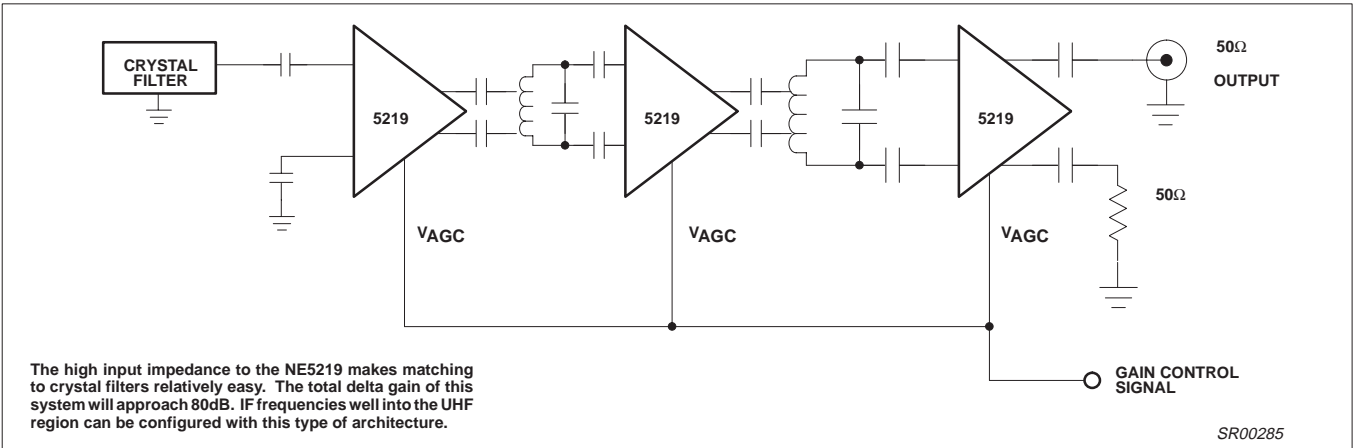 CRYSTAL
FILTER
5219
5219
5219
50Ω
OUTPUT
50Ω
VAGC
VAGC
VAGC
The high input impedance to the NE5219 makes matching
to crystal filters relatively easy. The total delta gain of this
system will approach 80dB. IF frequencies well into the UHF
region can be configured with this type of architecture.
GAIN CONTROL
SIGNAL
SR00285